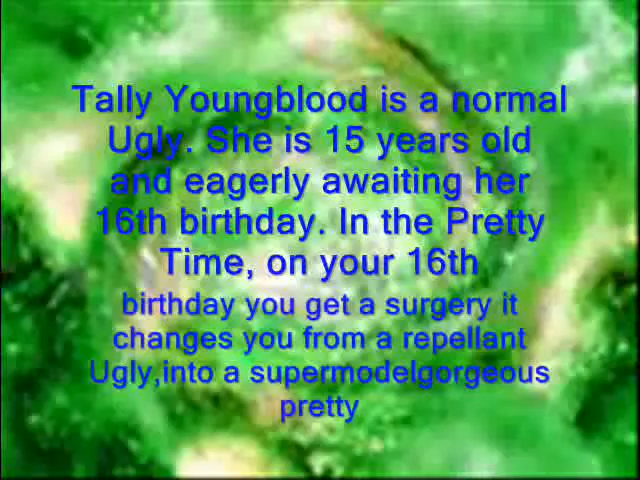 Tally Youngblood is a normal
Ugly. She is 15 years old
and eagerly awaiting her
16th birthday. In the Pretty
Time, on your 16th
birthday you get a surgery it
changes you from a repellant
Ugly,into a supermodelgorgeous
pretty